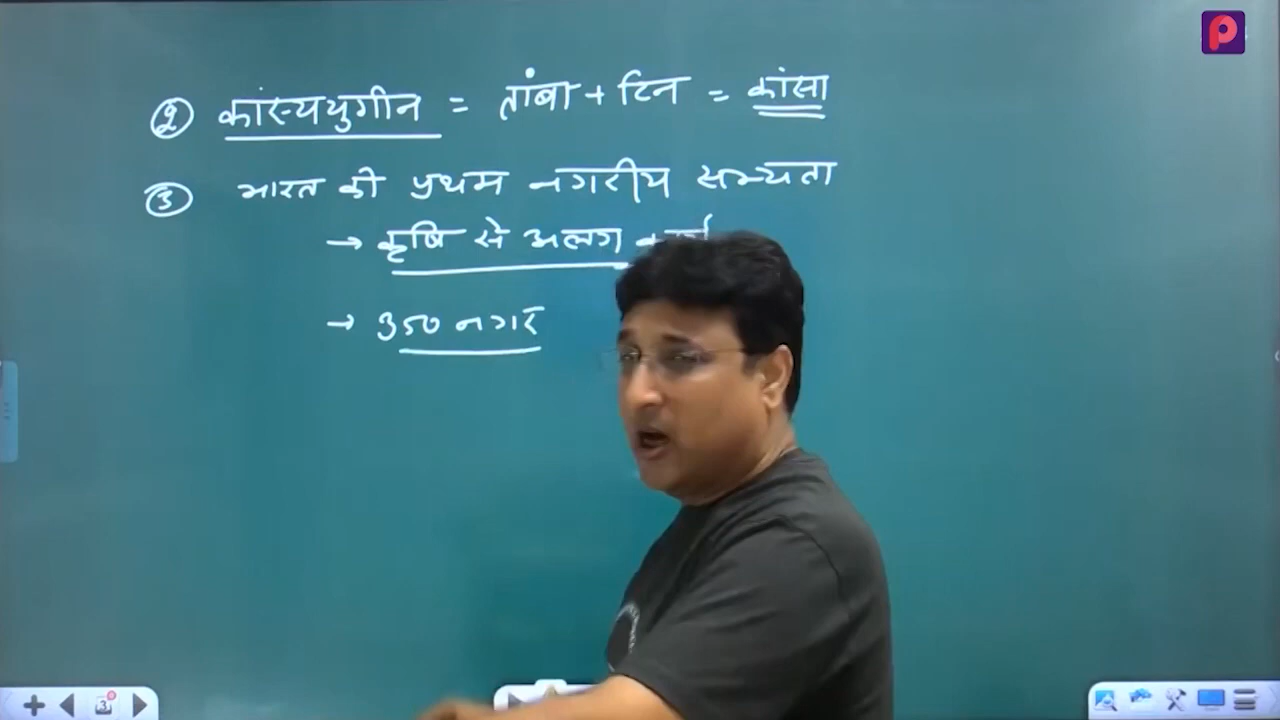 ② कांस्ययुगीन = तांबा + टिन = कांसा
③ भारत की प्रथम नगरीय सभ्यता
→ कृषि से अलग
→ 350 नगर